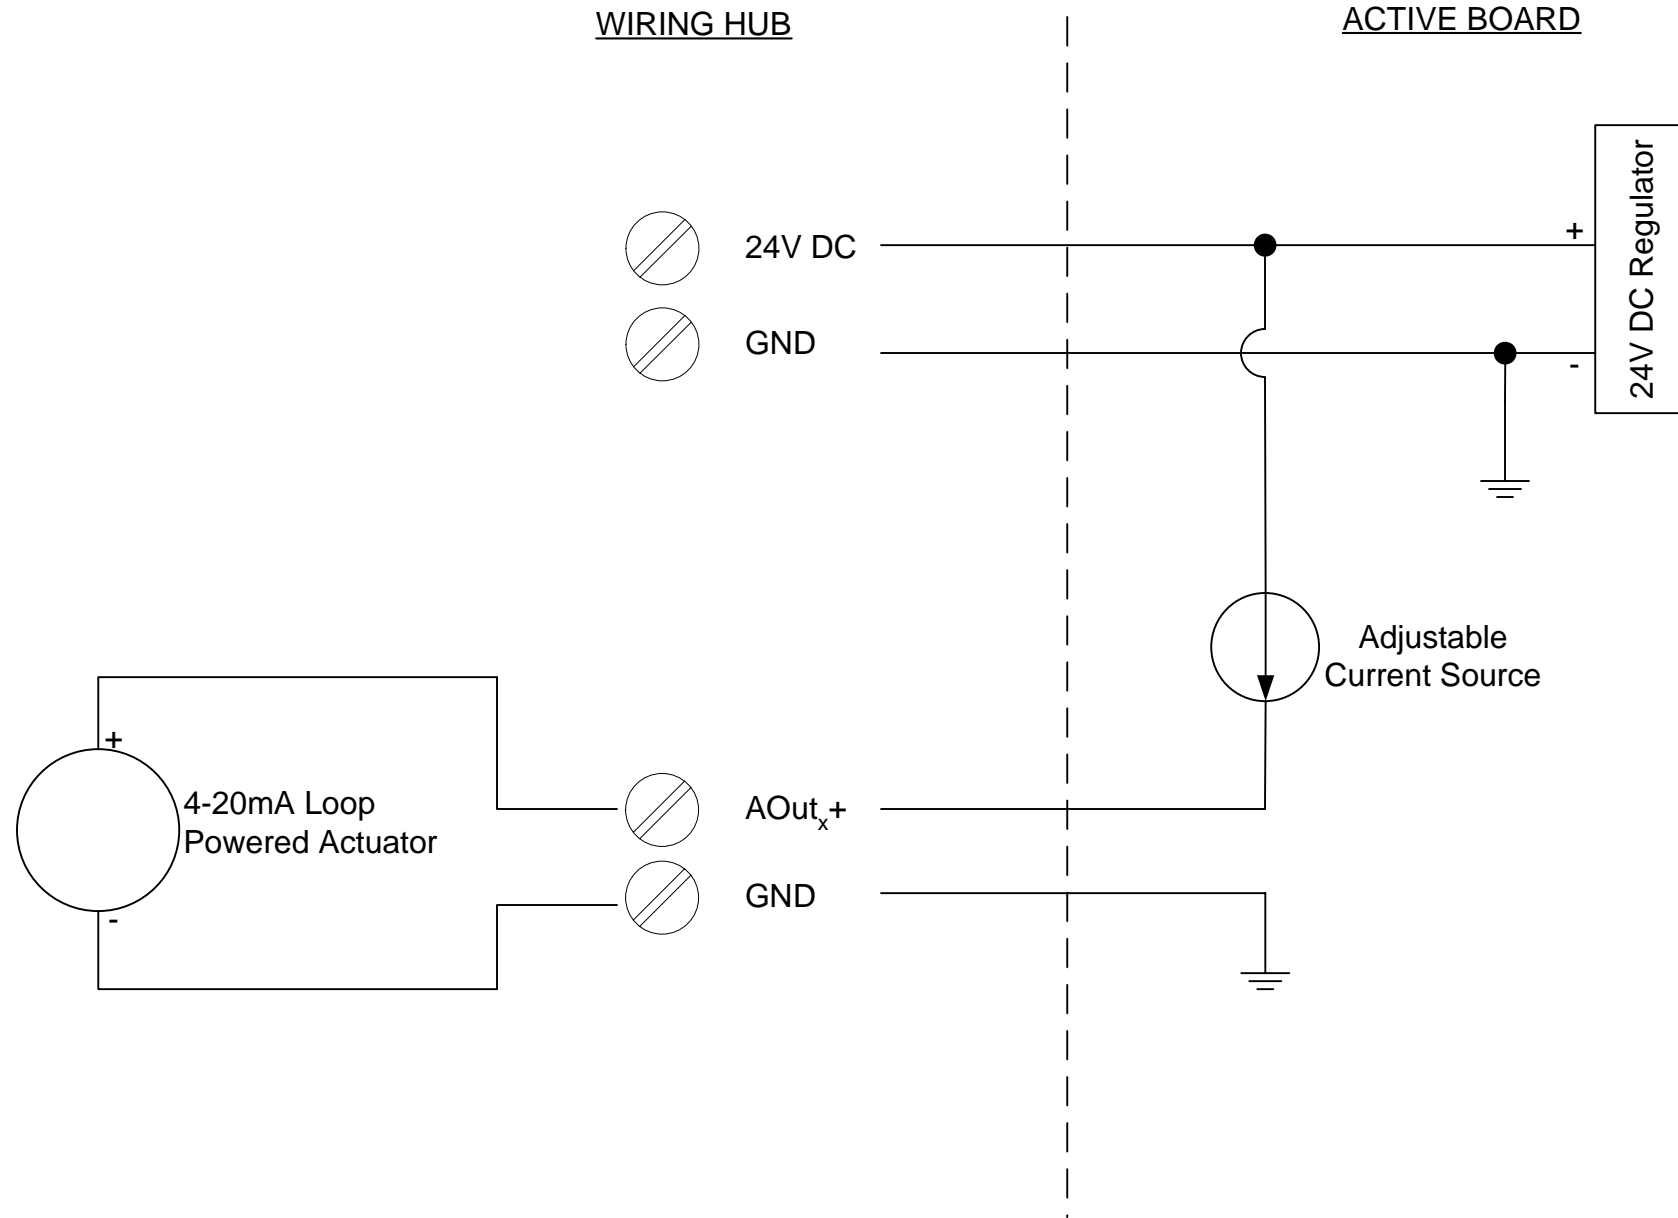 WIRING HUB
ACTIVE BOARD
24V DC
+
24V DC Regulator
GND
-
Adjustable
Current Source
+
4-20mA Loop
Powered Actuator
-
AOutₓ+
GND